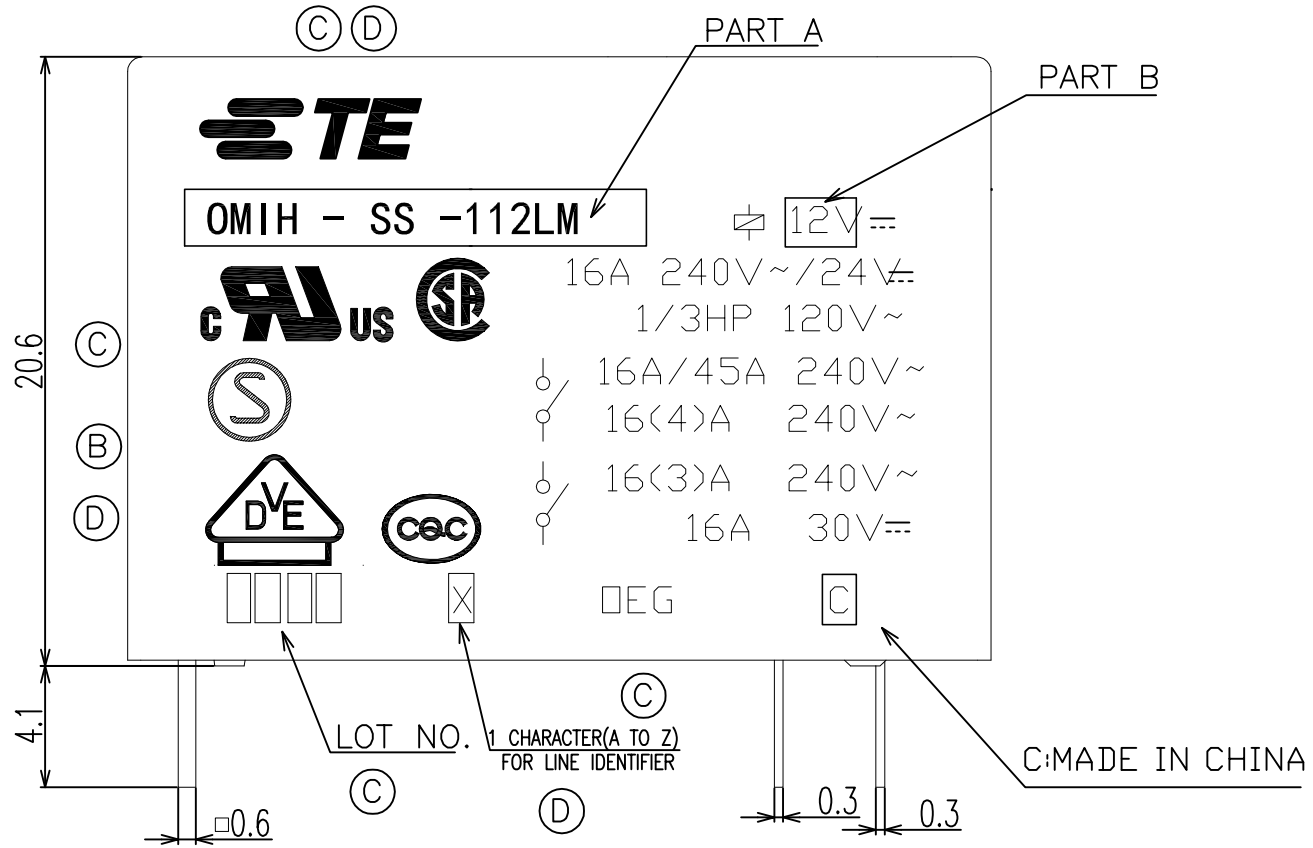 C D
PART A
PART B
TE
OMIH - SS -112LM
12V
16A 240V~/24V
1/3HP 120V~
C US
SA
C
20.6
16A/45A 240V~
S
16(4)A 240V~
B
16(3)A 240V~
DVE
CQC
D
16A 30V
X
□EG
C
C
4.1
LOT NO.
1 CHARACTER(A TO Z)
FOR LINE IDENTIFIER
C:MADE IN CHINA
C
D
□0.6
0.3
0.3